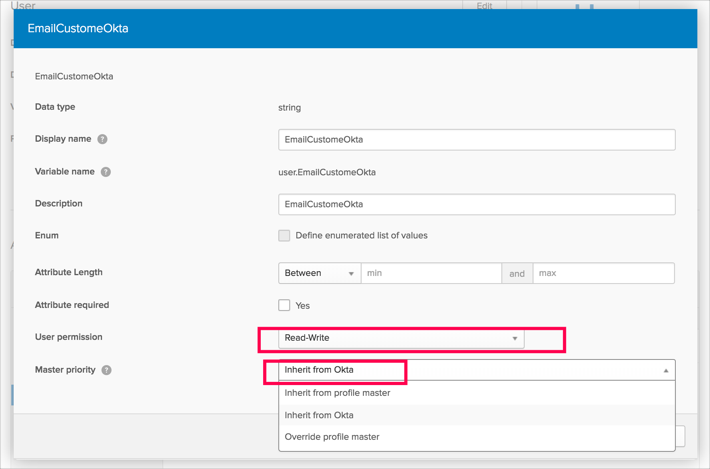 User
Edit
EmailCustomeOkta
EmailCustomeOkta
Data type string
Display name ? EmailCustomeOkta
Variable name ? user.EmailCustomeOkta
Description EmailCustomeOkta
Enum Define enumerated list of values
Attribute Length Between min and max
Attribute required Yes
User permission Read-Write
Master priority ? Inherit from Okta
Inherit from profile master
Inherit from Okta
Override profile master